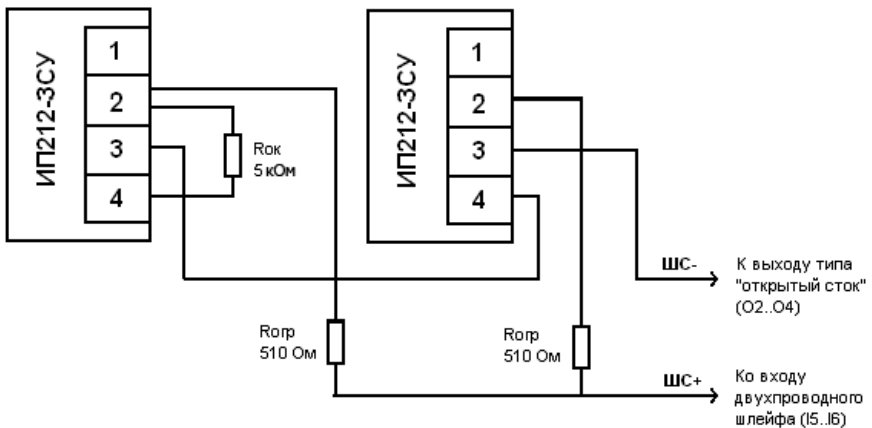 ИП212-3СУ
1
2
3
4
Rок
5 кОм
ИП212-3СУ
1
2
3
4
ШС-
К выходу типа
"открытый сток"
(O2..O4)
Rогр
510 Ом
Rогр
510 Ом
ШС+
Ко входу
двухпроводного
шлейфа (I5..I6)